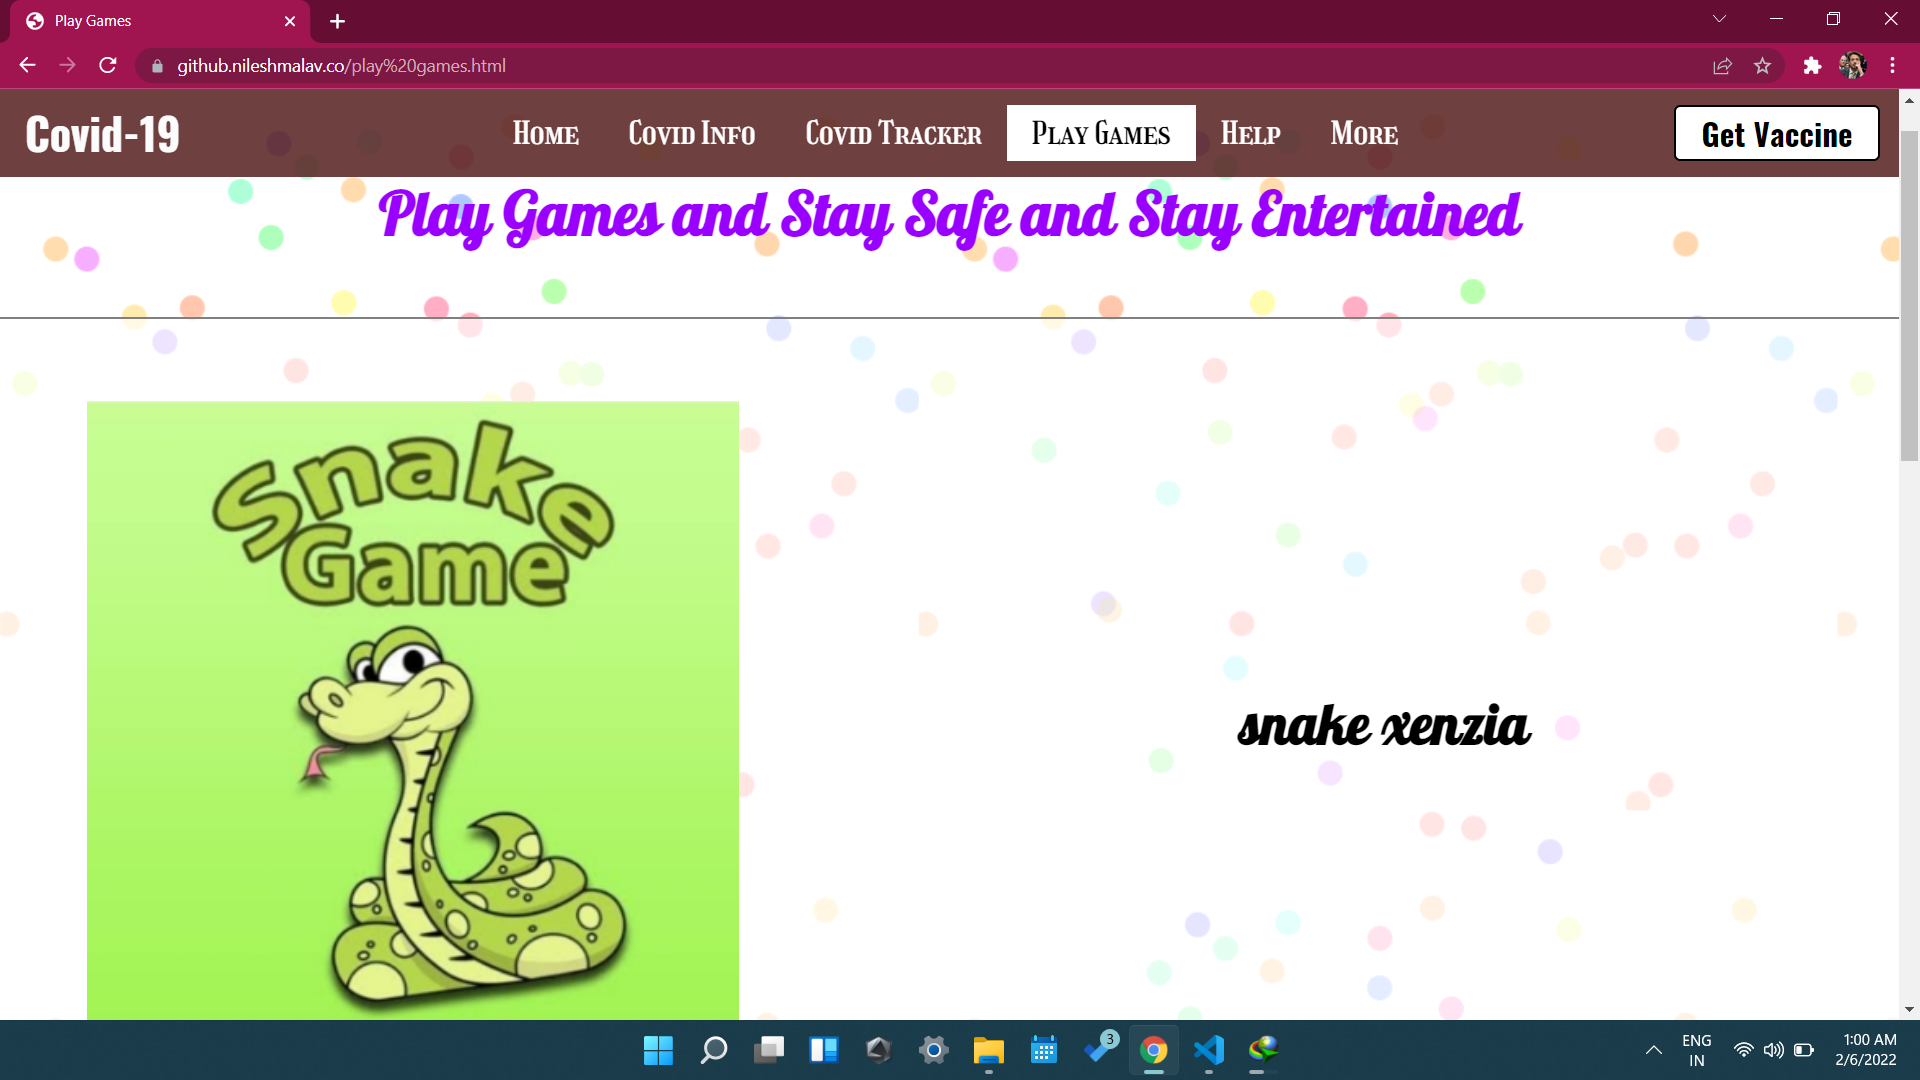 Play Games
github.nileshmalav.co/play%20games.html
Covid-19
Home
Covid Info
Covid Tracker
Play Games
Help
More
Get Vaccine
Play Games and Stay Safe and Stay Entertained
Snake
Game
snake xenzia
3
ENG
IN
1:00 AM
2/6/2022